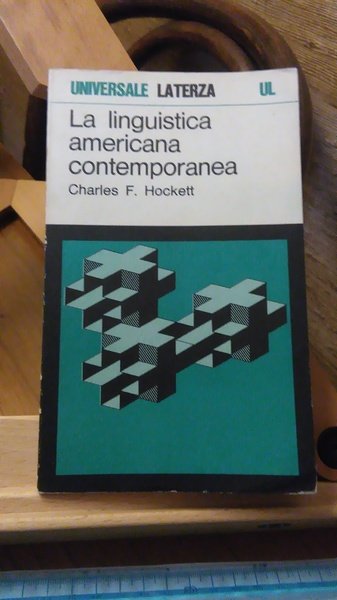 UNIVERSALE LATERZA UL
La linguistica
americana
contemporanea
Charles F. Hockett